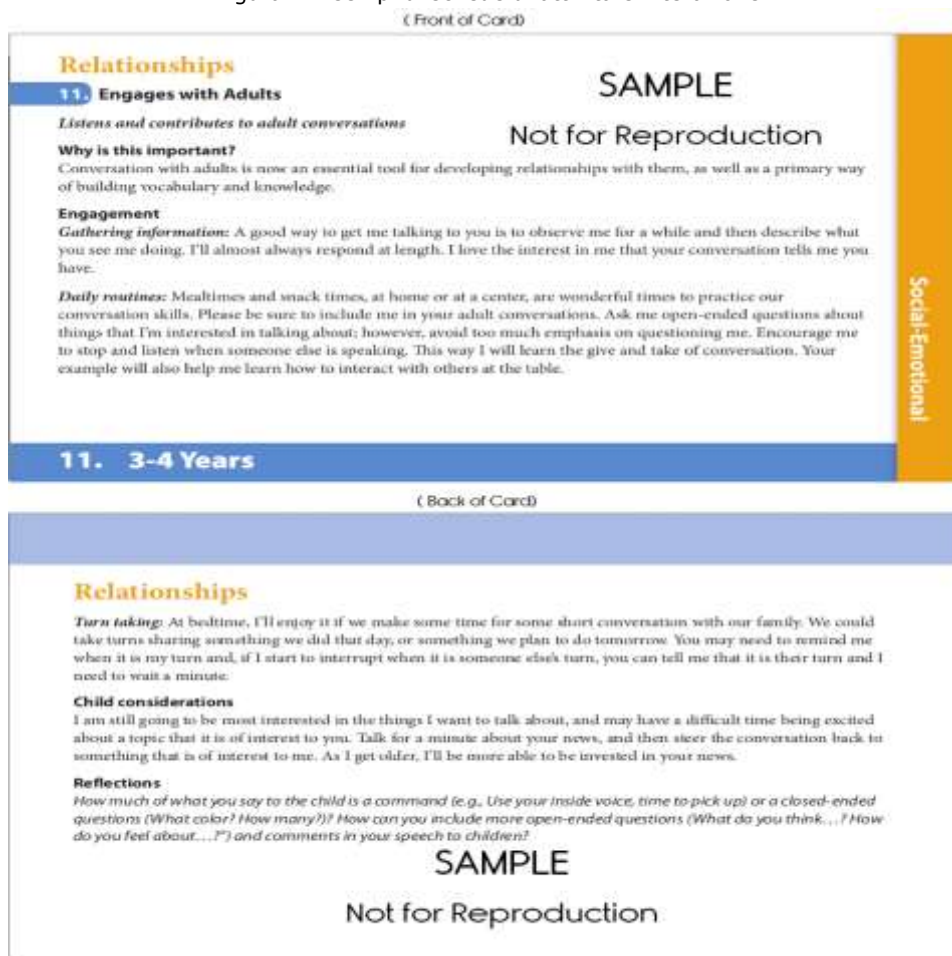 ( Front of Card)
Relationships
SAMPLE
11. Engages with Adults
Listens and contributes to adult conversations
Not for Reproduction
Why is this important?
Conversation with adults is now an essential tool for developing relationships with them, as well as a primary way
of building vocabulary and knowledge.
Engagement
Gathering information: A good way to get me talking to you is to observe me for a while and then describe what
you see me doing. I'll almost always respond at length. I love the interest in me that your conversation tells me you
have.
Daily routines: Mealtimes and snack times, at home or at a center, are wonderful times to practice our
conversation skills. Please be sure to include me in your adult conversations. Ask me open-ended questions about
things that I'm interested in talking about; however, avoid too much emphasis on questioning me. Encourage me
to stop and listen when someone else is speaking. This way I will learn the give and take of conversation. Your
example will also help me learn how to interact with others at the table.
Social-Emotional
11. 3-4 Years
( Back of Card)
Relationships
Turn taking: At bedtime, I'll enjoy it if we make some time for some short conversation with our family. We could
take turns sharing something we did that day, or something we plan to do tomorrow. You may need to remind me
when it is my turn and, if I start to interrupt when it is someone else's turn, you can tell me that it is their turn and I
need to wait a minute.
Child considerations
I am still going to be most interested in the things I want to talk about, and may have a difficult time being excited
about a topic that it is of interest to you. Talk for a minute about your news, and then steer the conversation back to
something that is of interest to me. As I get older, I'll be more able to be invested in your news.
Reflections
How much of what you say to the child is a command (e.g., Use your inside voice, time to pick up) or a closed-ended
questions (What color? How many?)? How can you include more open-ended questions (What do you think...? How
do you feel about...?") and comments in your speech to children?
SAMPLE
Not for Reproduction